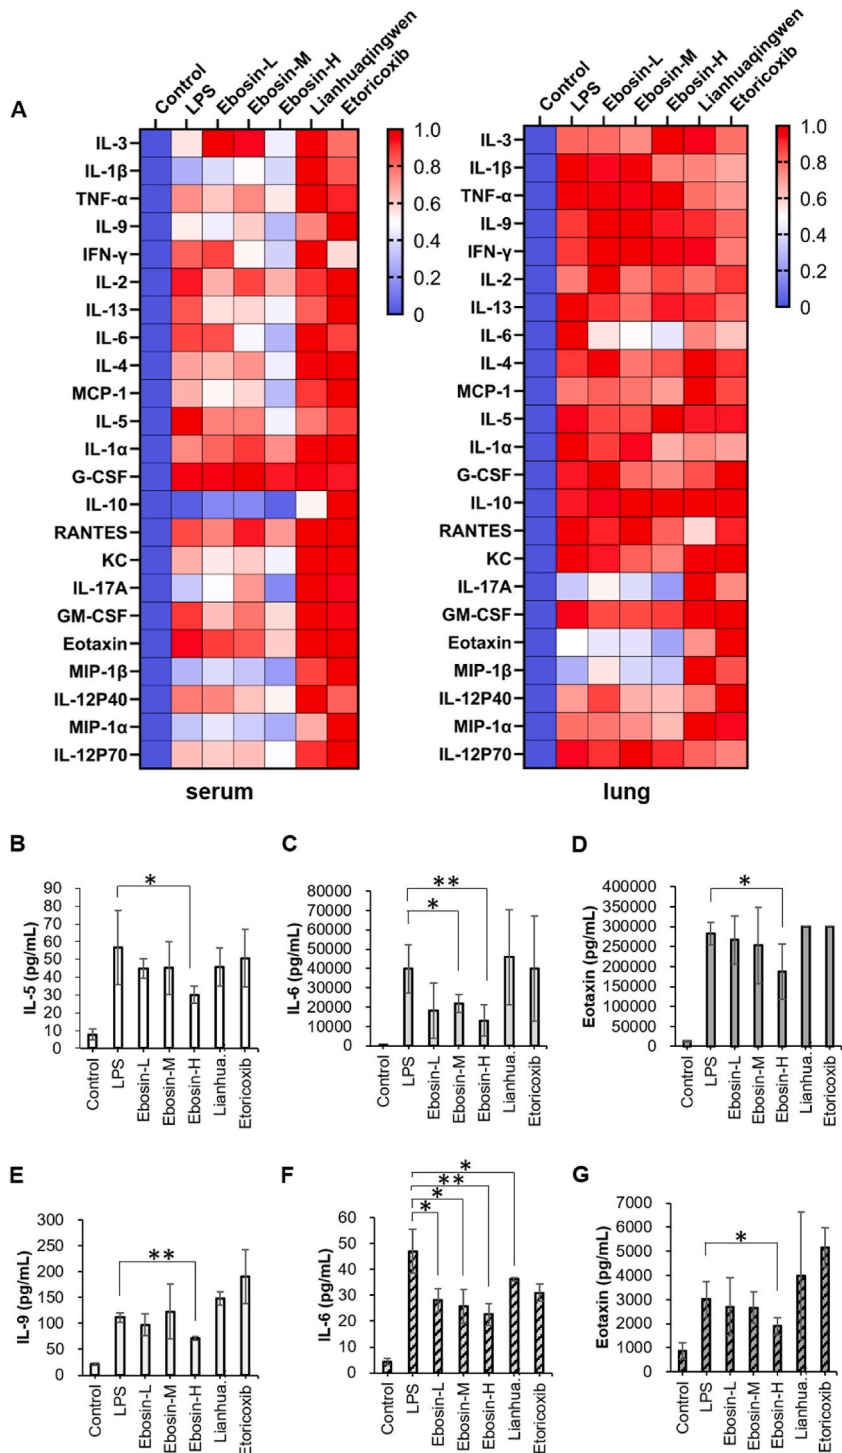 A
Control
LPS
Ebosin-L
Ebosin-M
Ebosin-H
Lianhuaqingwen
Etoricoxib
IL-3
IL-1β
TNF-α
IL-9
IFN-γ
IL-2
IL-13
IL-6
IL-4
MCP-1
IL-5
IL-1α
G-CSF
IL-10
RANTES
KC
IL-17A
GM-CSF
Eotaxin
MIP-1β
IL-12P40
MIP-1α
IL-12P70
1.0
0.8
0.6
0.4
0.2
0
serum
Control
LPS
Ebosin-L
Ebosin-M
Ebosin-H
Lianhuaqingwen
Etoricoxib
IL-3
IL-1β
TNF-α
IL-9
IFN-γ
IL-2
IL-13
IL-6
IL-4
MCP-1
IL-5
IL-1α
G-CSF
IL-10
RANTES
KC
IL-17A
GM-CSF
Eotaxin
MIP-1β
IL-12P40
MIP-1α
IL-12P70
1.0
0.8
0.6
0.4
0.2
0
lung
B
IL-5 (pg/mL)
90
80
70
60
50
40
30
20
10
0
*
Control
LPS
Ebosin-L
Ebosin-M
Ebosin-H
Lianhua.
Etoricoxib
C
IL-6 (pg/mL)
80000
70000
60000
50000
40000
30000
20000
10000
0
**
*
Control
LPS
Ebosin-L
Ebosin-M
Ebosin-H
Lianhua.
Etoricoxib
D
Eotaxin (pg/mL)
400000
350000
300000
250000
200000
150000
100000
50000
0
*
Control
LPS
Ebosin-L
Ebosin-M
Ebosin-H
Lianhua.
Etoricoxib
E
IL-9 (pg/mL)
300
250
200
150
100
50
0
**
Control
LPS
Ebosin-L
Ebosin-M
Ebosin-H
Lianhua.
Etoricoxib
F
IL-6 (pg/mL)
60
50
40
30
20
10
0
*
**
*
*
Control
LPS
Ebosin-L
Ebosin-M
Ebosin-H
Lianhua.
Etoricoxib
G
Eotaxin (pg/mL)
7000
6000
5000
4000
3000
2000
1000
0
*
Control
LPS
Ebosin-L
Ebosin-M
Ebosin-H
Lianhua.
Etoricoxib